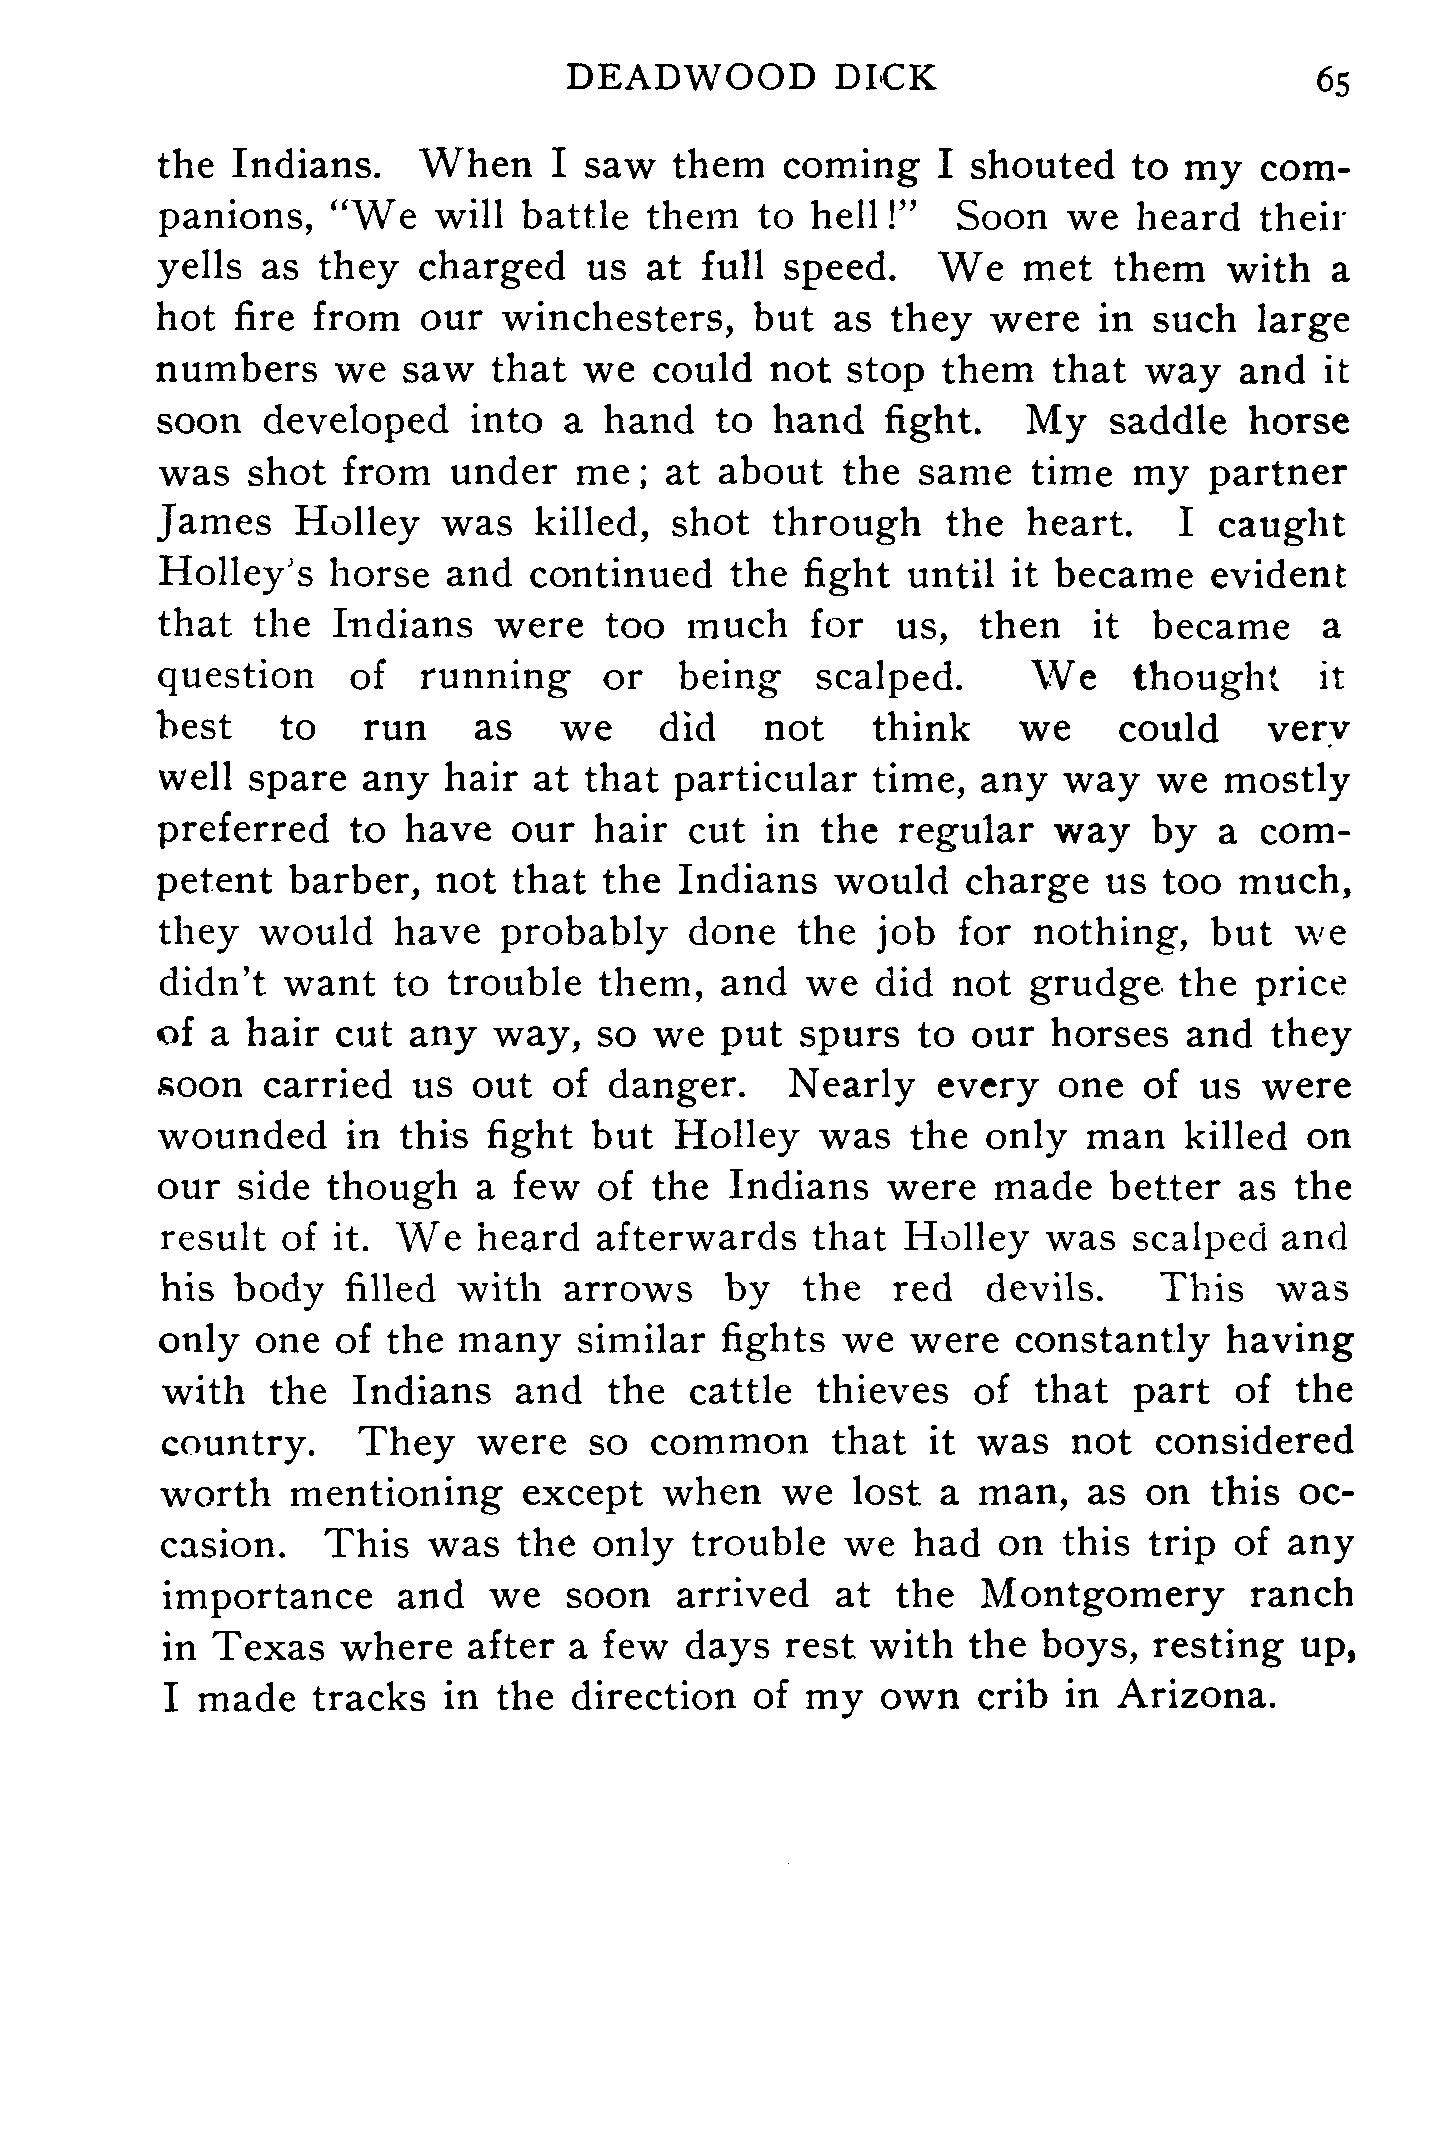 DEADWOOD DICK 65
the Indians. When I saw them coming I shouted to my com-
panions, "We will battle them to hell!" Soon we heard their
yells as they charged us at full speed. We met them with a
hot fire from our winchesters, but as they were in such large
numbers we saw that we could not stop them that way and it
soon developed into a hand to hand fight. My saddle horse
was shot from under me; at about the same time my partner
James Holley was killed, shot through the heart. I caught
Holley's horse and continued the fight until it became evident
that the Indians were too much for us, then it became a
question of running or being scalped. We thought it
best to run as we did not think we could very
well spare any hair at that particular time, any way we mostly
preferred to have our hair cut in the regular way by a com-
petent barber, not that the Indians would charge us too much,
they would have probably done the job for nothing, but we
didn't want to trouble them, and we did not grudge the price
of a hair cut any way, so we put spurs to our horses and they
soon carried us out of danger. Nearly every one of us were
wounded in this fight but Holley was the only man killed on
our side though a few of the Indians were made better as the
result of it. We heard afterwards that Holley was scalped and
his body filled with arrows by the red devils. This was
only one of the many similar fights we were constantly having
with the Indians and the cattle thieves of that part of the
country. They were so common that it was not considered
worth mentioning except when we lost a man, as on this oc-
casion. This was the only trouble we had on this trip of any
importance and we soon arrived at the Montgomery ranch
in Texas where after a few days rest with the boys, resting up,
I made tracks in the direction of my own crib in Arizona.